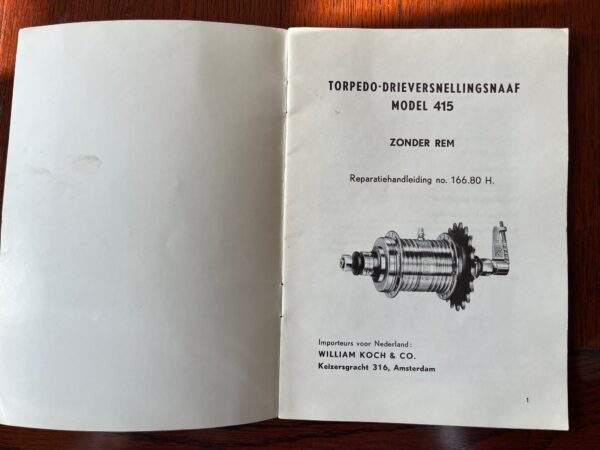 TORPEDO-DRIEVERSNELLINGSNAAF
MODEL 415
ZONDER REM
Reparatiehandleiding no. 166.80 H.
Importeurs voor Nederland:
WILLIAM KOCH & CO.
Keizersgracht 316, Amsterdam
1